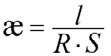 æ = l / (R · S)